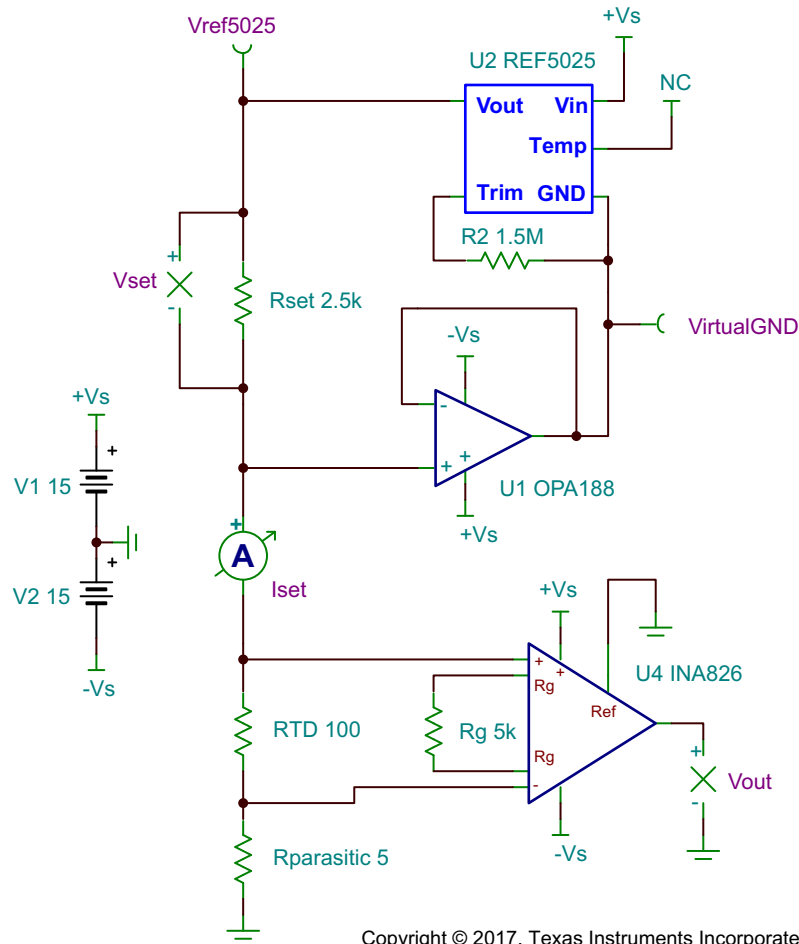 Vref5025
+Vs
U2 REF5025
NC
Vout Vin
Temp
Trim GND
R2 1.5M
+
Vset
-
Rset 2.5k
VirtualGND
-Vs
-
+ +
U1 OPA188
+Vs
+Vs
+
V1 15
+
V2 15
-Vs
+
A
Iset
+Vs
+
+
Rg
U4 INA826
Ref
RTD 100
Rg 5k
Rg
-
+
Vout
-
-Vs
Rparasitic 5
Copyright © 2017, Texas Instruments Incorporate